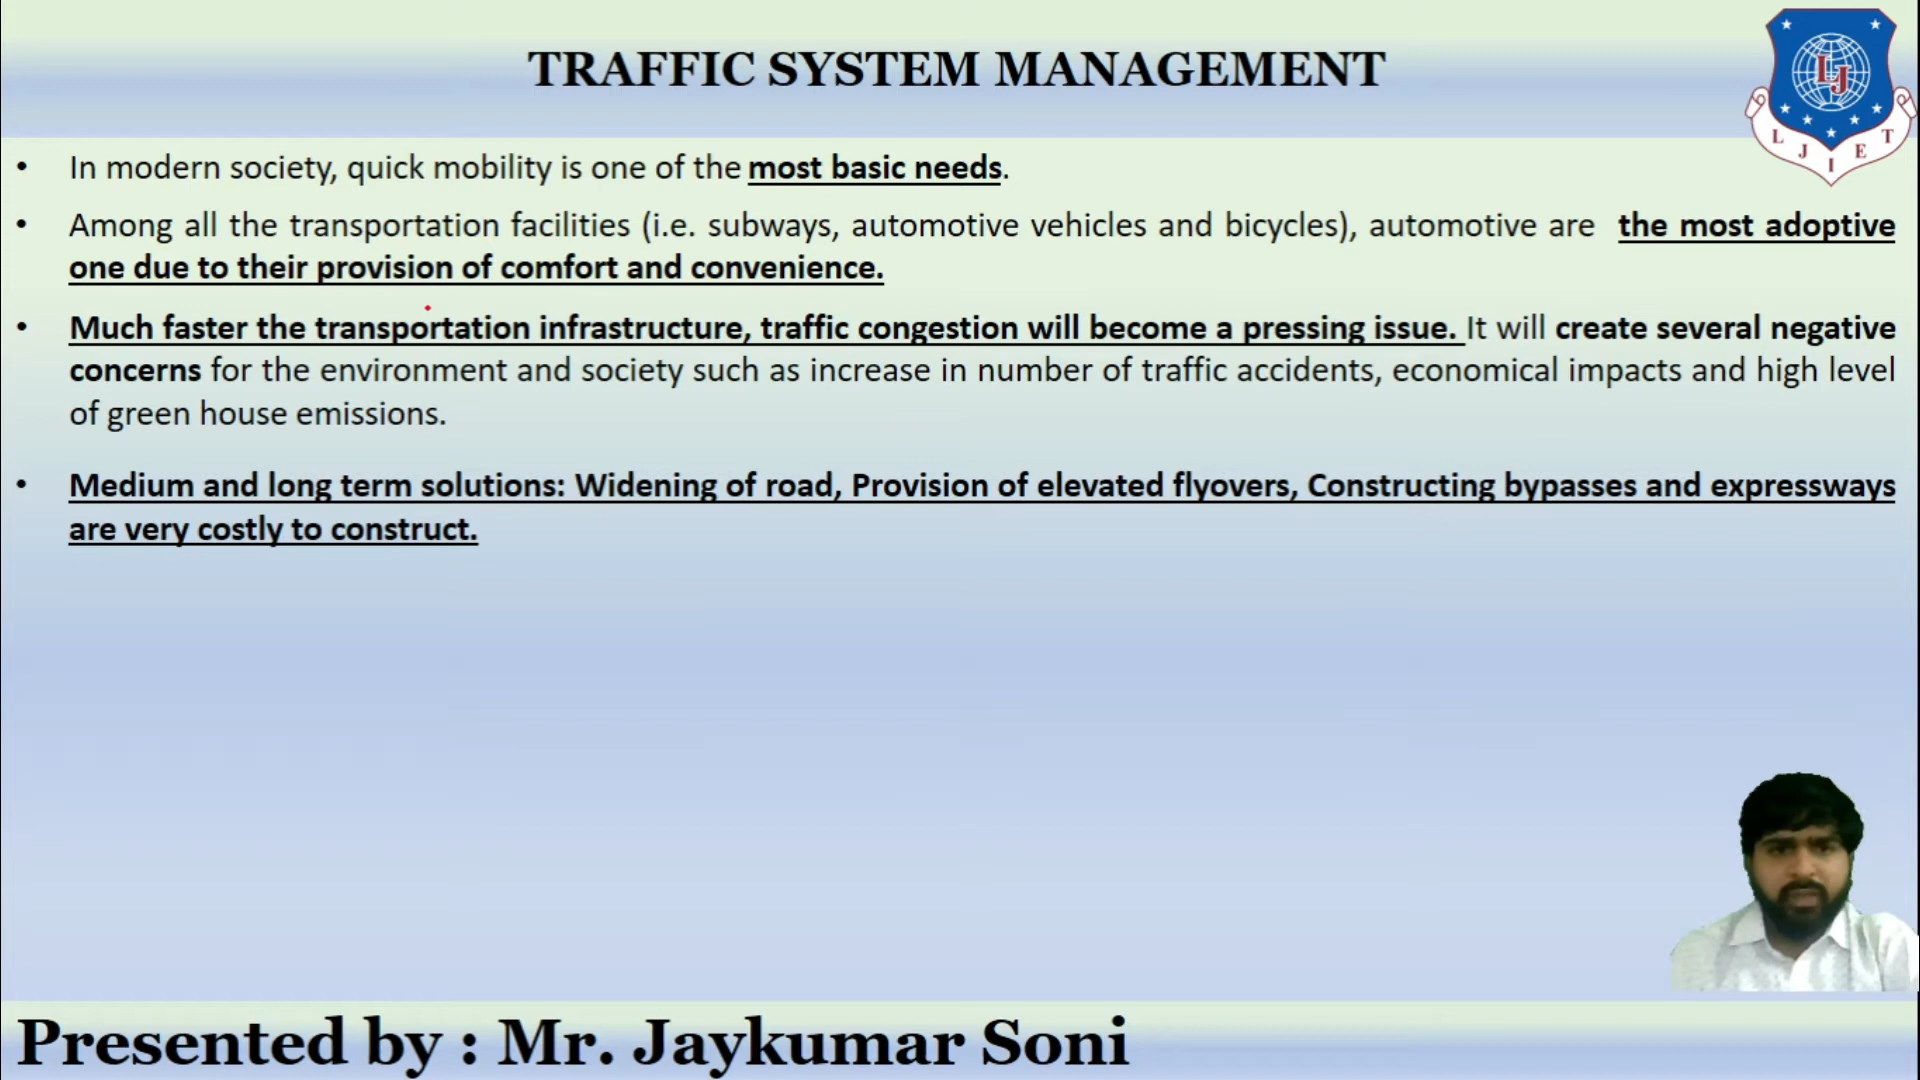 TRAFFIC SYSTEM MANAGEMENT
LJ
L J I E T
• In modern society, quick mobility is one of the most basic needs.
• Among all the transportation facilities (i.e. subways, automotive vehicles and bicycles), automotive are the most adoptive
one due to their provision of comfort and convenience.
• Much faster the transportation infrastructure, traffic congestion will become a pressing issue. It will create several negative
concerns for the environment and society such as increase in number of traffic accidents, economical impacts and high level
of green house emissions.
• Medium and long term solutions: Widening of road, Provision of elevated flyovers, Constructing bypasses and expressways
are very costly to construct.
Presented by : Mr. Jaykumar Soni